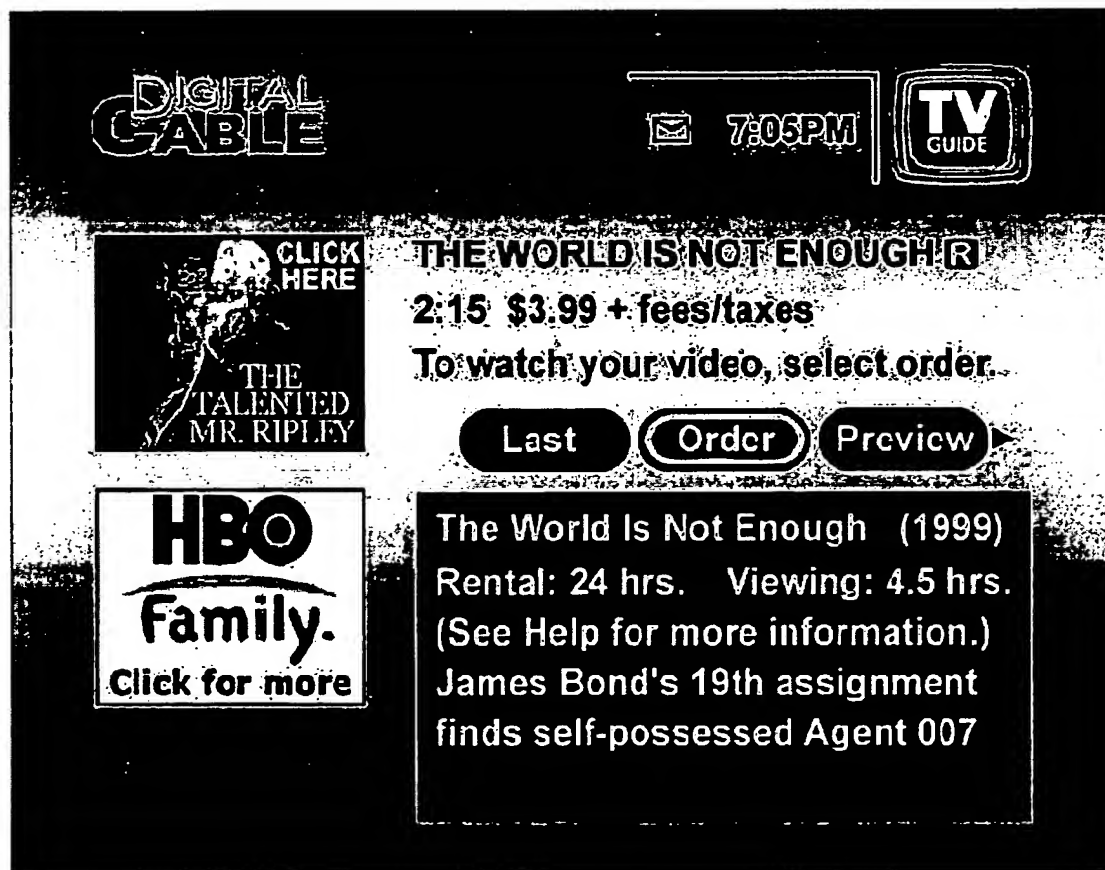 DIGITAL
CABLE
7:05PM
TV
GUIDE
CLICK
HERE
THE
TALENTED
MR. RIPLEY
THE WORLD IS NOT ENOUGH R
2:15 $3.99 + fees/taxes
To watch your video, select order.
Last Order Preview
HBO
Family.
Click for more
The World Is Not Enough (1999)
Rental: 24 hrs. Viewing: 4.5 hrs.
(See Help for more information.)
James Bond's 19th assignment
finds self-possessed Agent 007